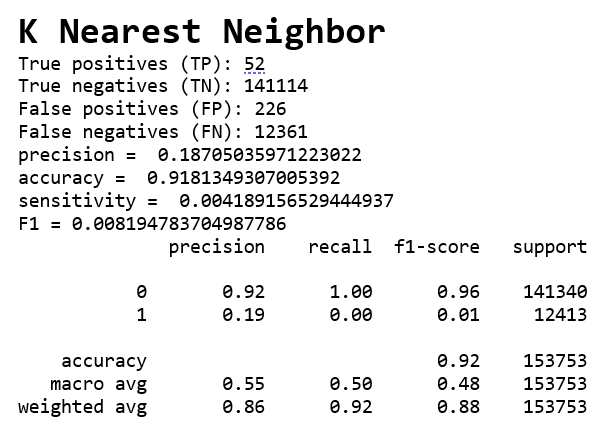 K Nearest Neighbor
True positives (TP): 52
True negatives (TN): 141114
False positives (FP): 226
False negatives (FN): 12361
precision =  0.18705035971223022
accuracy =  0.9181349307005392
sensitivity =  0.004189156529444937
F1 = 0.008194783704987786
precision    recall  f1-score   support
0       0.92      1.00      0.96    141340
1       0.19      0.00      0.01     12413
accuracy                           0.92    153753
macro avg       0.55      0.50      0.48    153753
weighted avg       0.86      0.92      0.88    153753